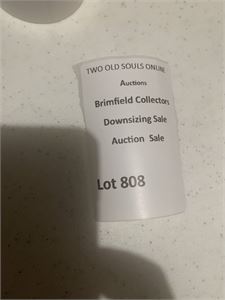 TWO OLD SOULS ONLINE
Auctions
Brimfield Collectors
Downsizing Sale
Auction Sale
Lot 808